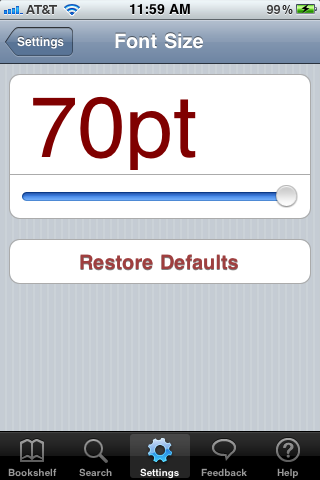 AT&T 11:59 AM 99%
Settings Font Size
70pt
Restore Defaults
Bookshelf Search Settings Feedback Help